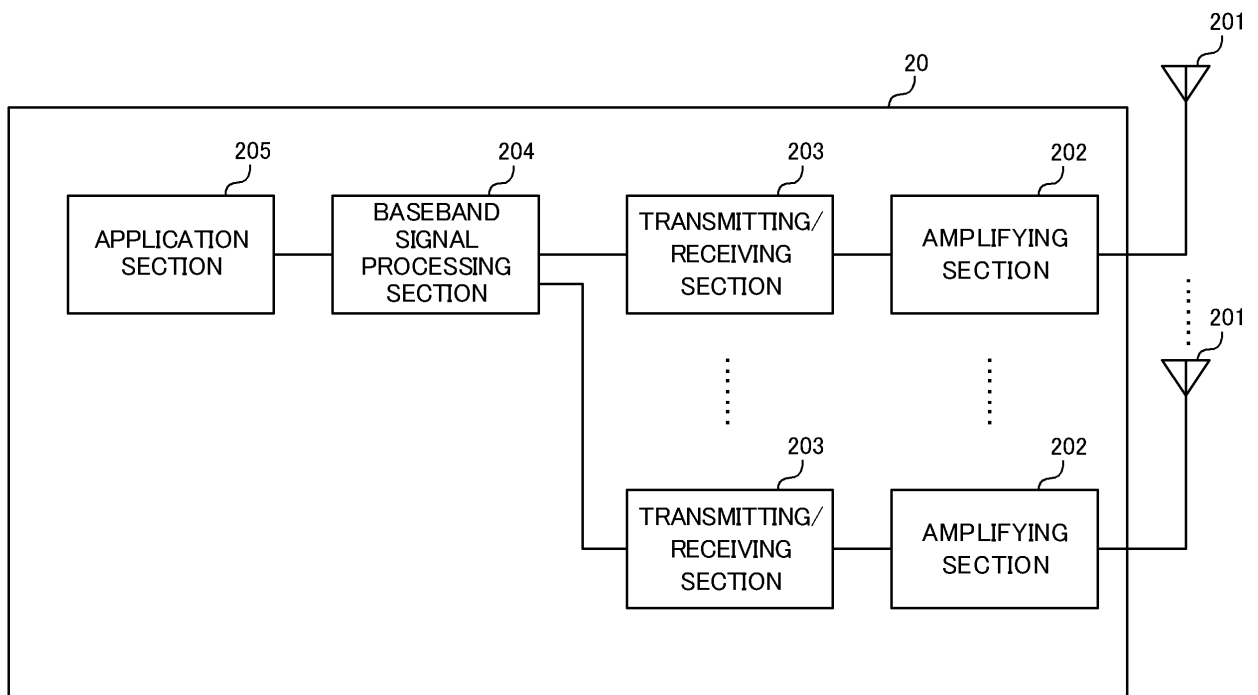 201
20
205
204
203
202
APPLICATION
SECTION
BASEBAND
SIGNAL
PROCESSING
SECTION
TRANSMITTING/
RECEIVING
SECTION
AMPLIFYING
SECTION
201
203
202
TRANSMITTING/
RECEIVING
SECTION
AMPLIFYING
SECTION